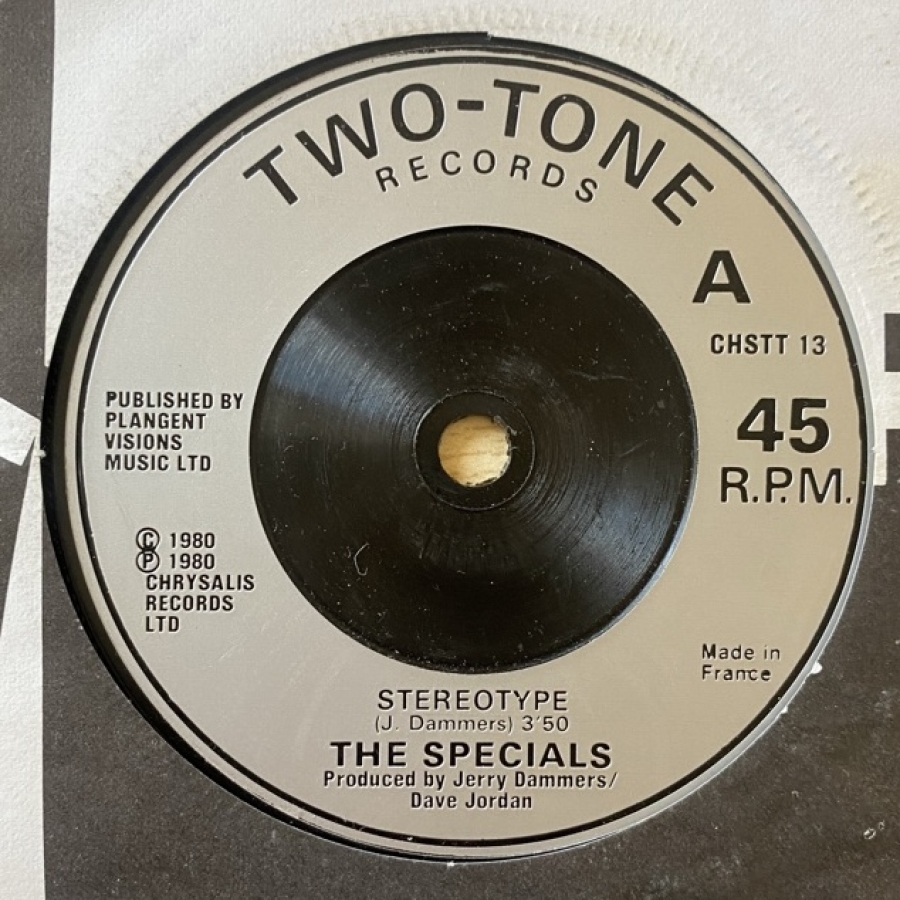 TWO-TONE
RECORDS
A
CHSTT 13
45
R.P.M.
PUBLISHED BY
PLANGENT
VISIONS
MUSIC LTD
© 1980
℗ 1980
CHRYSALIS
RECORDS
LTD
Made in
France
STEREOTYPE
(J. Dammers) 3'50
THE SPECIALS
Produced by Jerry Dammers/
Dave Jordan